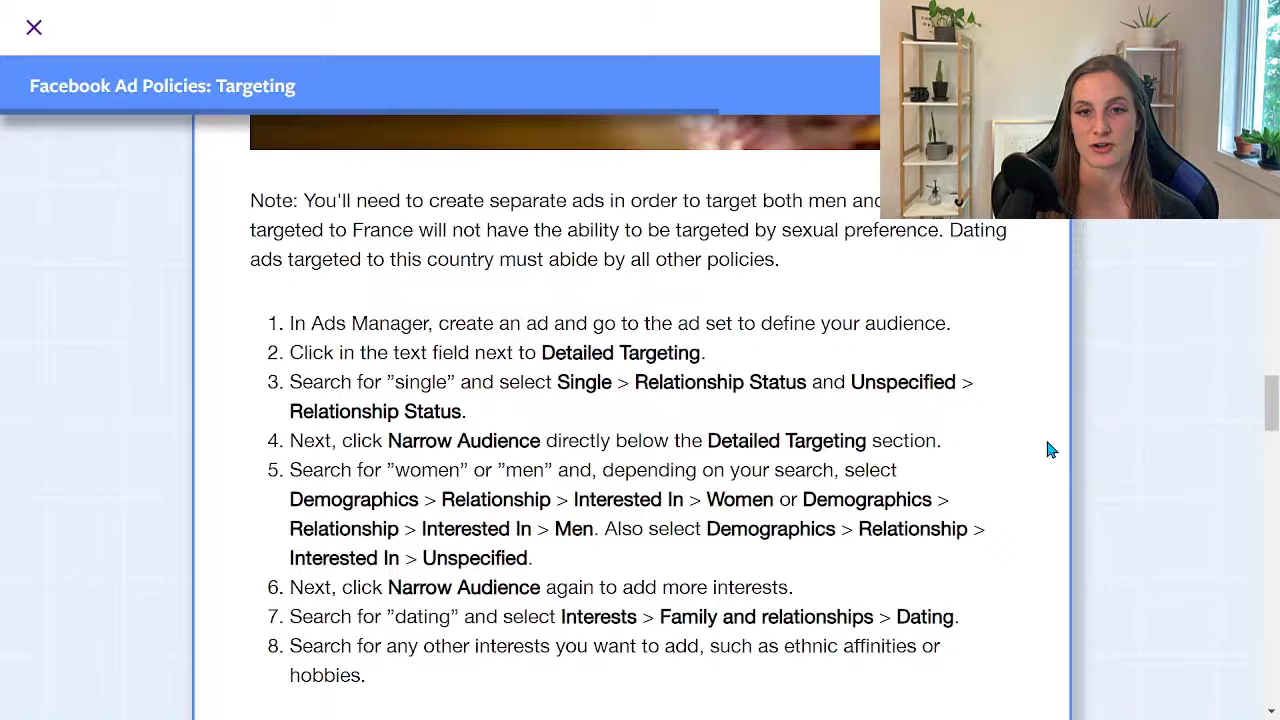 Facebook Ad Policies: Targeting
Note: You'll need to create separate ads in order to target both men and
targeted to France will not have the ability to be targeted by sexual preference. Dating
ads targeted to this country must abide by all other policies.
1. In Ads Manager, create an ad and go to the ad set to define your audience.
2. Click in the text field next to Detailed Targeting.
3. Search for ”single” and select Single > Relationship Status and Unspecified >
Relationship Status.
4. Next, click Narrow Audience directly below the Detailed Targeting section.
5. Search for ”women” or ”men” and, depending on your search, select
Demographics > Relationship > Interested In > Women or Demographics >
Relationship > Interested In > Men. Also select Demographics > Relationship >
Interested In > Unspecified.
6. Next, click Narrow Audience again to add more interests.
7. Search for ”dating” and select Interests > Family and relationships > Dating.
8. Search for any other interests you want to add, such as ethnic affinities or
hobbies.